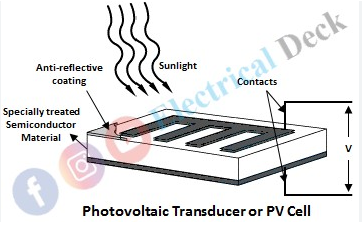 Electrical Deck
Anti-reflective
coating
Sunlight
Contacts
Specially treated
Semiconductor
Material
V
Photovoltaic Transducer or PV Cell